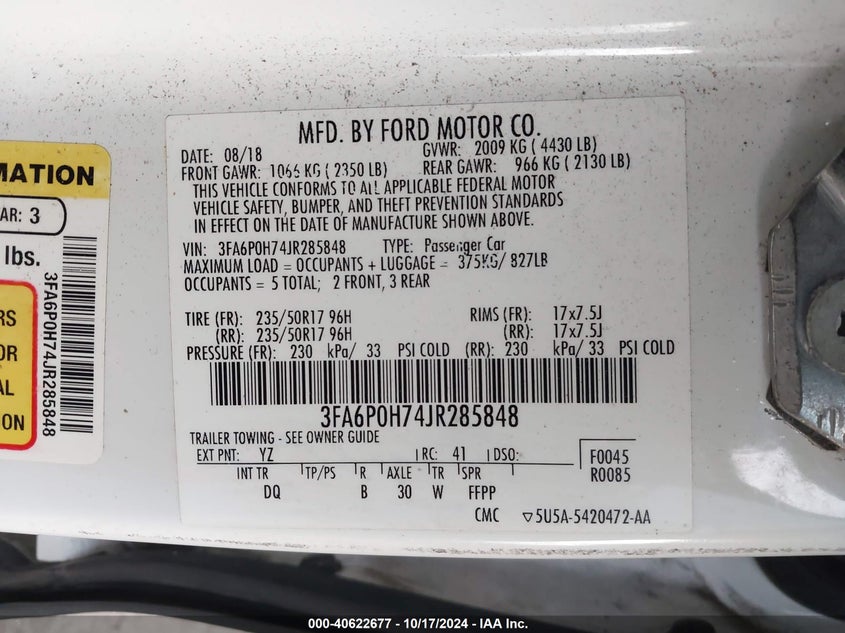 MFD. BY FORD MOTOR CO.
DATE: 08/18 GVWR: 2009 KG ( 4430 LB)
FRONT GAWR: 1066 KG ( 2350 LB) REAR GAWR: 966 KG ( 2130 LB)
THIS VEHICLE CONFORMS TO ALL APPLICABLE FEDERAL MOTOR
VEHICLE SAFETY, BUMPER, AND THEFT PREVENTION STANDARDS
IN EFFECT ON THE DATE OF MANUFACTURE SHOWN ABOVE.
VIN: 3FA6P0H74JR285848 TYPE: Passenger Car
MAXIMUM LOAD = OCCUPANTS + LUGGAGE = 375KG/ 827LB
OCCUPANTS = 5 TOTAL; 2 FRONT, 3 REAR
TIRE (FR): 235/50R17 96H RIMS (FR): 17x7.5J
(RR): 235/50R17 96H (RR): 17x7.5J
PRESSURE (FR): 230 kPa/ 33 PSI COLD (RR): 230 kPa/ 33 PSI COLD
3FA6P0H74JR285848
TRAILER TOWING - SEE OWNER GUIDE
EXT PNT: YZ RC: 41 DSO: F0045
INT TR TP/PS R AXLE TR SPR R0085
DQ B 30 W FFPP
CMC ▽5U5A-5420472-AA
MATION
AR: 3
lbs.
RS
OR
AL
ION
3FA6P0H74JR285848
000-40622677 - 10/17/2024 - IAA Inc.